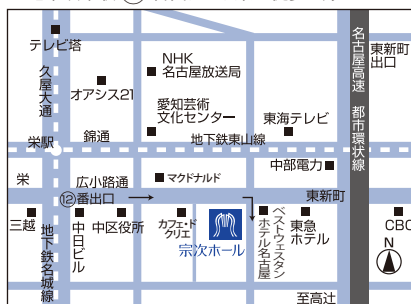 テレビ塔
久屋大通
オアシス21
NHK
名古屋放送局
名古屋高速 都市環状線
東新町
出口
愛知芸術
文化センター
東海テレビ
栄駅
錦通
地下鉄東山線
中部電力
栄
広小路通
マクドナルド
東新町
⑫番出口
三越
地下鉄名城線
中日ビル
中区役所
カフェ・ド
クリエ
宗次ホール
ベストウェスタン
ホテル名古屋
東急
ホテル
CBC
N
至高辻